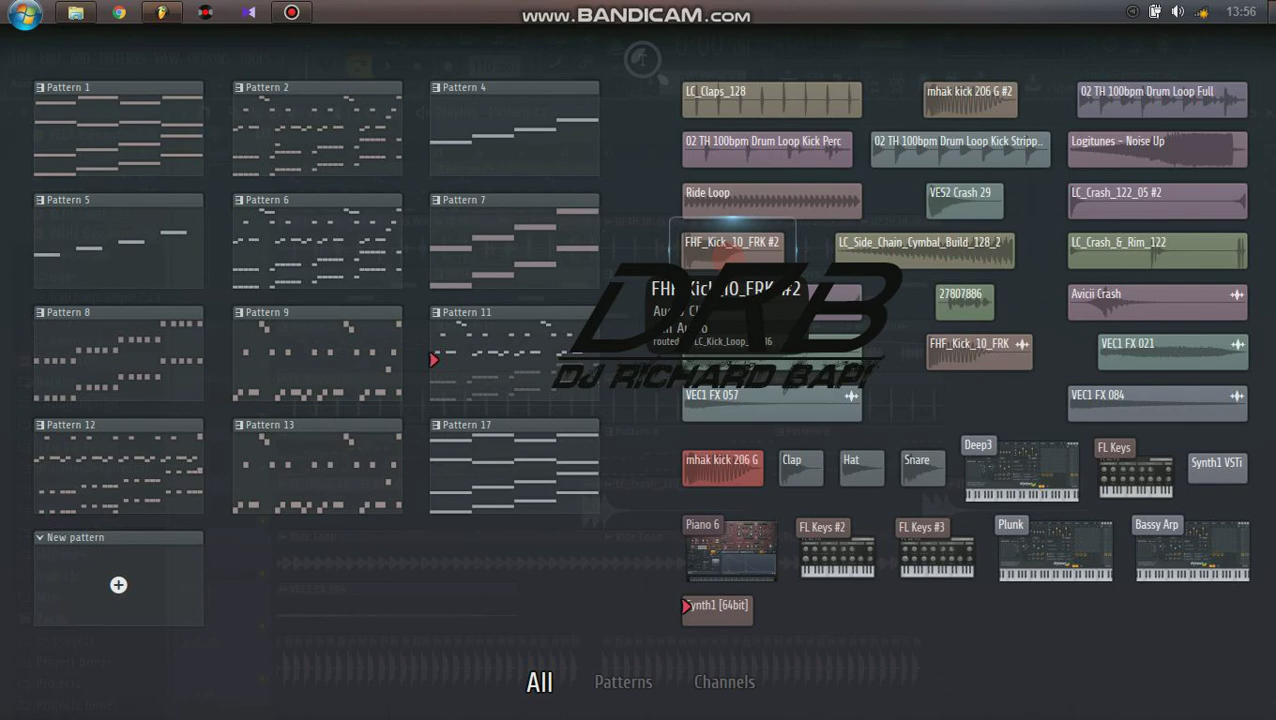 www.BANDICAM.com
13:56
Pattern 1
Pattern 2
Pattern 4
Pattern 5
Pattern 6
Pattern 7
Pattern 8
Pattern 9
Pattern 11
Pattern 12
Pattern 13
Pattern 17
New pattern
LC_Claps_128
mhak kick 206 G #2
02 TH 100bpm Drum Loop Full
02 TH 100bpm Drum Loop Kick Perc
02 TH 100bpm Drum Loop Kick Stripp..
Logitunes - Noise Up
Ride Loop
VES2 Crash 29
LC_Crash_122_05 #2
FHF_Kick_10_FRK #2
LC_Side_Chain_Cymbal_Build_128_2
LC_Crash_&_Rim_122
FHF_Kick_10_FRK #2
27807886
Avicii Crash
DRB
DJ RICHARD BAPI
FHF_Kick_10_FRK
VEC1 FX 021
VEC1 FX 057
VEC1 FX 084
mhak kick 206 G
Clap
Hat
Snare
Deep3
FL Keys
Synth1 VSTi
Piano 6
FL Keys #2
FL Keys #3
Plunk
Bassy Arp
Synth1 [64bit]
All
Patterns
Channels